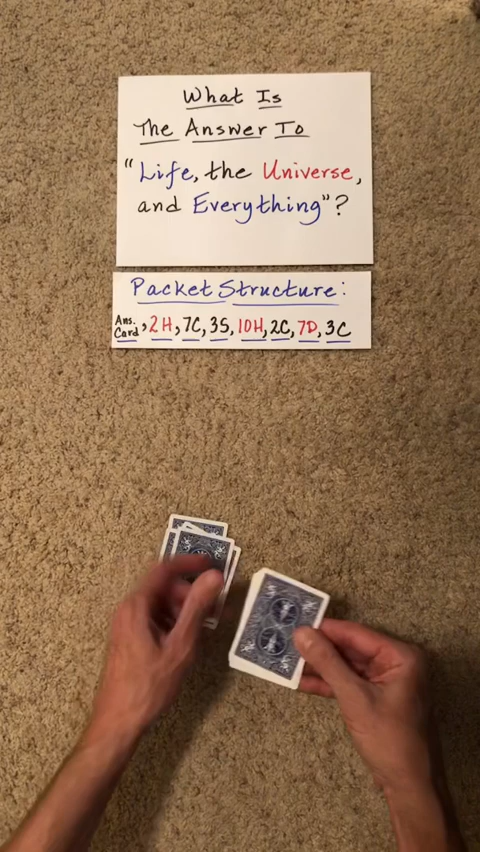 What Is
The Answer To
"Life, the Universe,
and Everything"?
Packet Structure:
Ans. Card, 2H, 7C, 3S, 10H, 2C, 7D, 3C